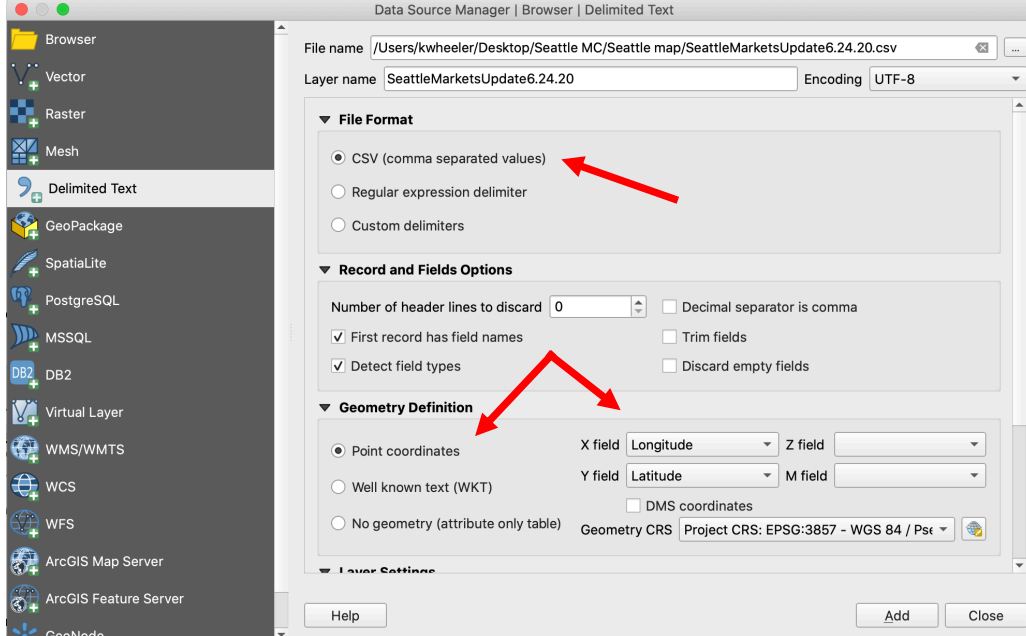 Data Source Manager | Browser | Delimited Text
Browser
Vector
Raster
Mesh
Delimited Text
GeoPackage
SpatiaLite
PostgreSQL
MSSQL
DB2
DB2
Virtual Layer
WMS/WMTS
WCS
WFS
ArcGIS Map Server
ArcGIS Feature Server
GeoNode
File name /Users/kwheeler/Desktop/Seattle MC/Seattle map/SeattleMarketsUpdate6.24.20.csv ...
Layer name SeattleMarketsUpdate6.24.20 Encoding UTF-8
File Format
CSV (comma separated values)
Regular expression delimiter
Custom delimiters
Record and Fields Options
Number of header lines to discard 0 Decimal separator is comma
First record has field names Trim fields
Detect field types Discard empty fields
Geometry Definition
Point coordinates X field Longitude Z field
Y field Latitude M field
Well known text (WKT)
DMS coordinates
No geometry (attribute only table) Geometry CRS Project CRS: EPSG:3857 - WGS 84 / Pse
Layer Settings
Help Add Close